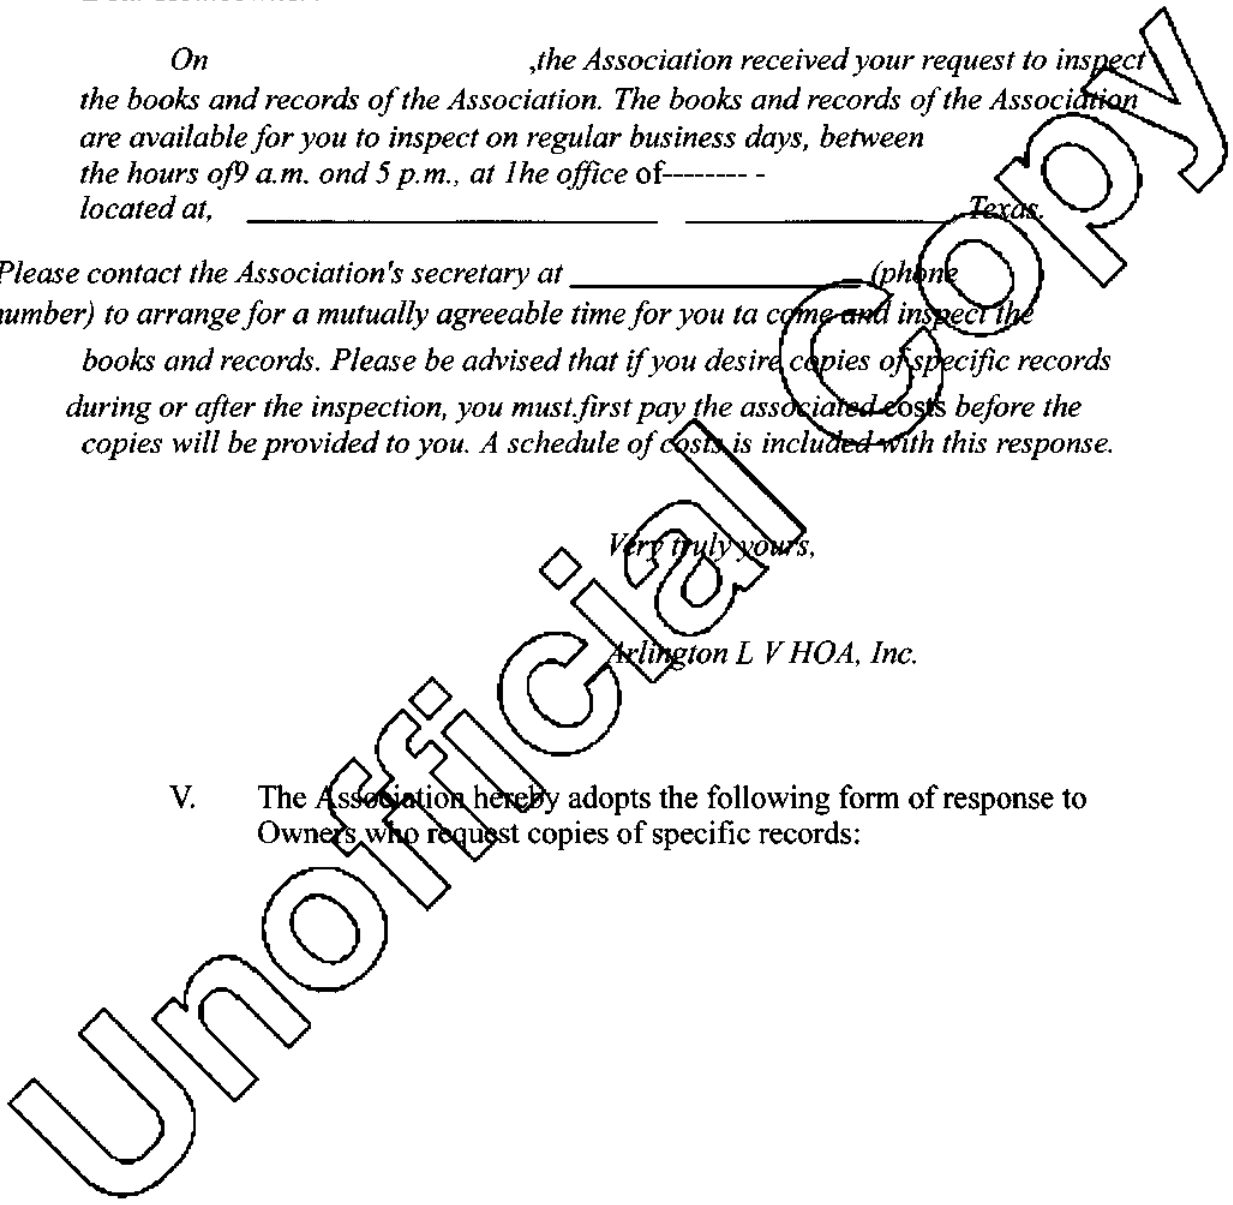 On ,the Association received your request to inspect
the books and records of the Association. The books and records of the Association
are available for you to inspect on regular business days, between
the hours of9 a.m. ond 5 p.m., at 1he office of-------- -
located at, ____________ ________, Texas.
Please contact the Association's secretary at ____________ (phone
number) to arrange for a mutually agreeable time for you ta come and inspect the
books and records. Please be advised that if you desire copies of specific records
during or after the inspection, you must.first pay the associated costs before the
copies will be provided to you. A schedule of costs is included with this response.
Very truly yours,
Arlington L V HOA, Inc.
V. The Association hereby adopts the following form of response to
Owners who request copies of specific records:
Unofficial Copy